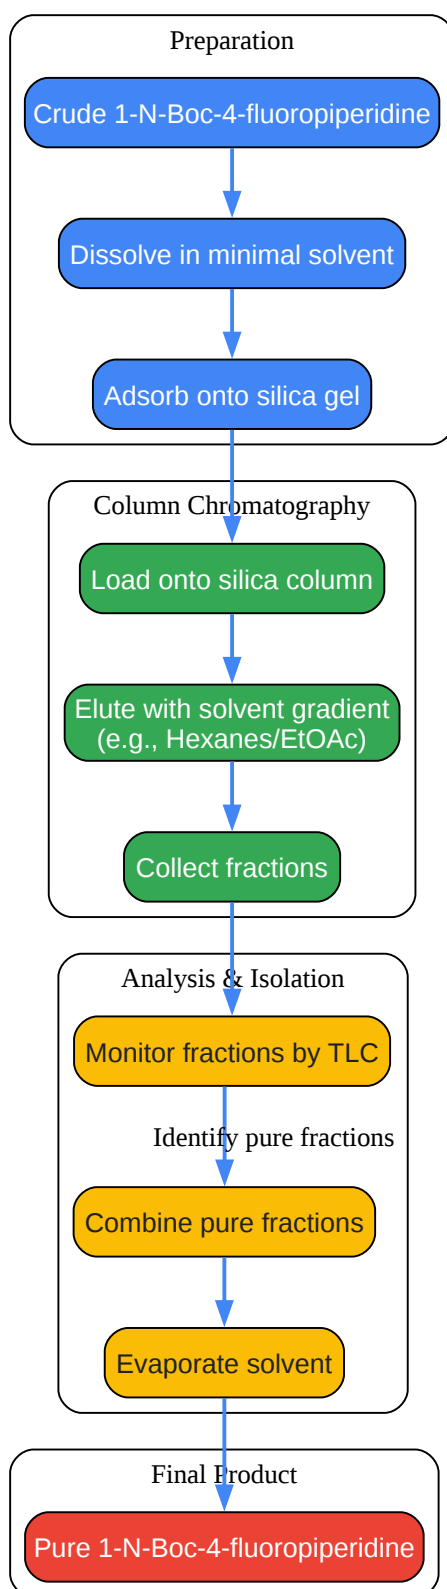 Preparation
Crude 1-N-Boc-4-fluoropiperidine
Dissolve in minimal solvent
Adsorb onto silica gel
Column Chromatography
Load onto silica column
Elute with solvent gradient
(e.g., Hexanes/EtOAc)
Collect fractions
Analysis & Isolation
Monitor fractions by TLC
Identify pure fractions
Combine pure fractions
Evaporate solvent
Final Product
Pure 1-N-Boc-4-fluoropiperidine